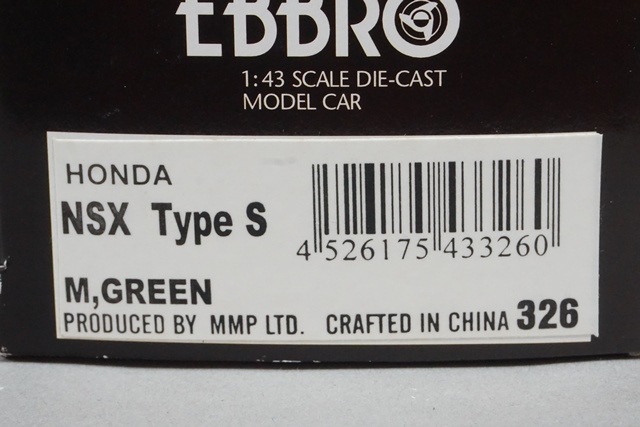 EBBRO
1:43 SCALE DIE-CAST
MODEL CAR
HONDA
NSX Type S
4 526175 433260
M,GREEN
PRODUCED BY MMP LTD. CRAFTED IN CHINA 326